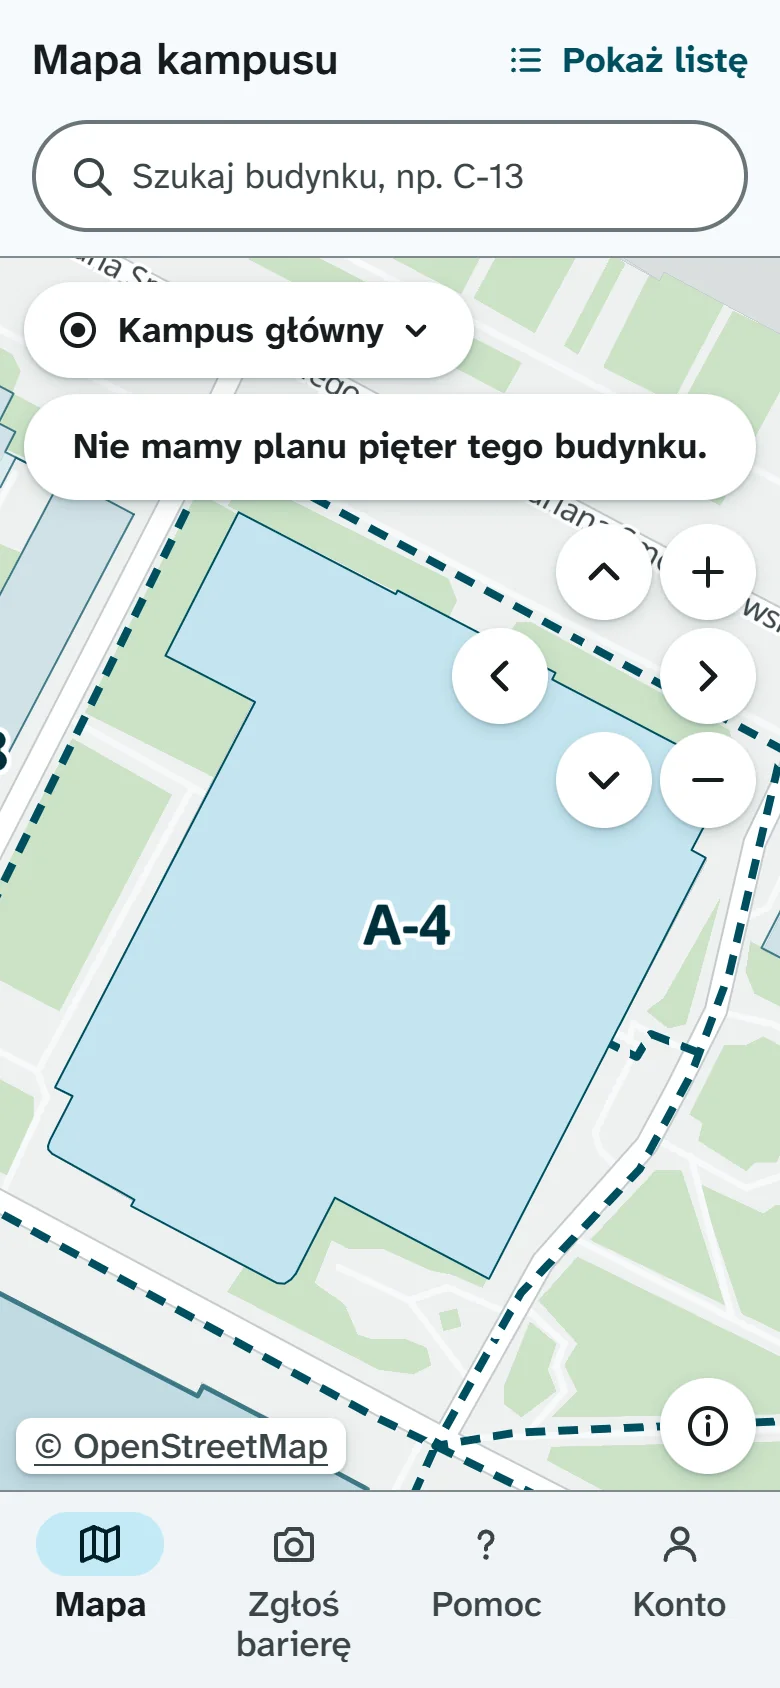 Mapa kampusu
Pokaż listę
Szukaj budynku, np. C-13
Kampus główny
Nie mamy planu pięter tego budynku.
A-4
© OpenStreetMap
Mapa
Zgłoś
barierę
Pomoc
Konto